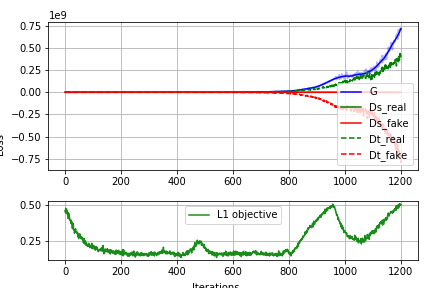 1e9
0.75
0.50
0.25
0.00
−0.25
−0.50
−0.75
Loss
G
Ds_real
Ds_fake
Dt_real
Dt_fake
0 200 400 600 800 1000 1200
0.50
0.25
L1 objective
0 200 400 600 800 1000 1200
Iterations